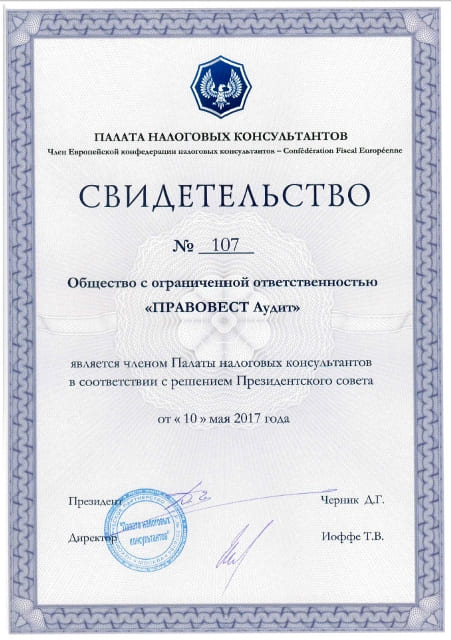 ПАЛАТА НАЛОГОВЫХ КОНСУЛЬТАНТОВ
Член Европейской конфедерации налоговых консультантов – Confédération Fiscal Européenne
СВИДЕТЕЛЬСТВО
№ 107
Общество с ограниченной ответственностью
«ПРАВОВЕСТ Аудит»
является членом Палаты налоговых консультантов
в соответствии с решением Президентского совета
от « 10 » мая 2017 года
Президент Черник Д.Г.
"Палата налоговых
консультантов"
МОСКВА
Директор Иоффе Т.В.